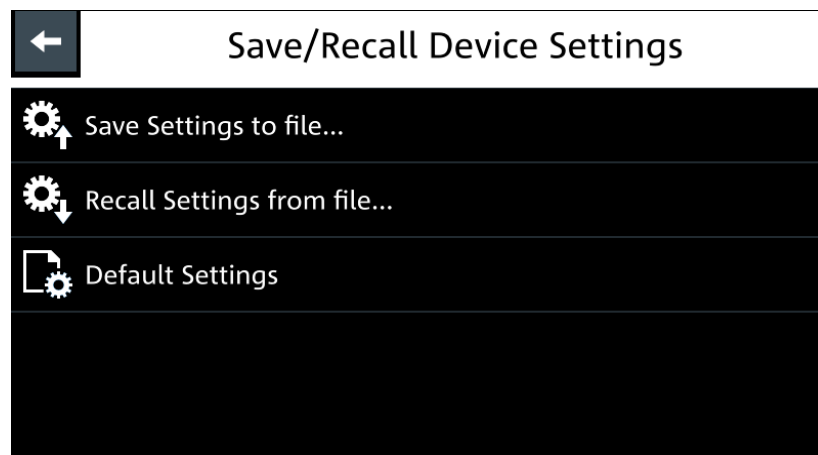 Save/Recall Device Settings
Save Settings to file...
Recall Settings from file...
Default Settings